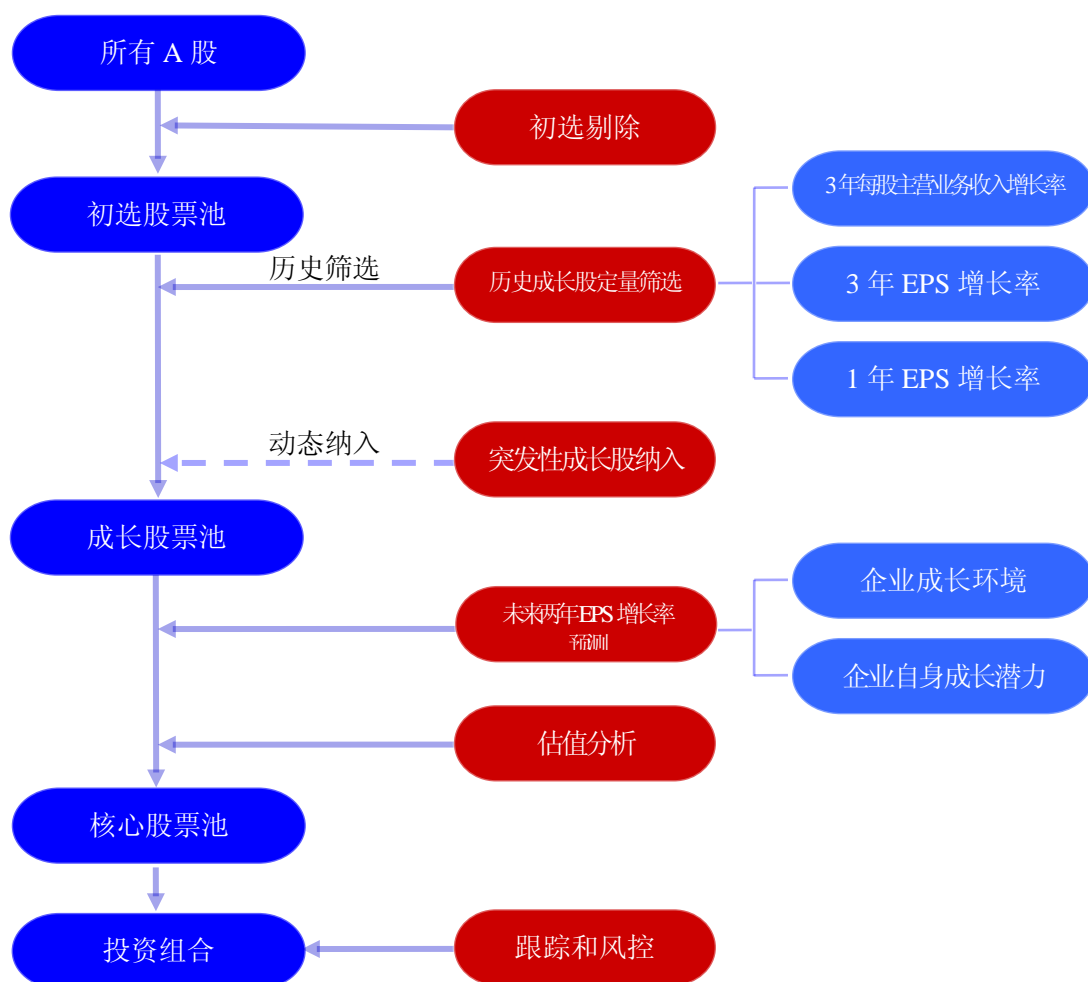 所有 A 股
初选剔除
3 年每股主营业务收入增长率
初选股票池
历史筛选
历史成长股定量筛选
3 年 EPS 增长率
1 年 EPS 增长率
动态纳入
突发性成长股纳入
成长股票池
企业成长环境
未来两年 EPS 增长率
预测
企业自身成长潜力
估值分析
核心股票池
投资组合
跟踪和风控